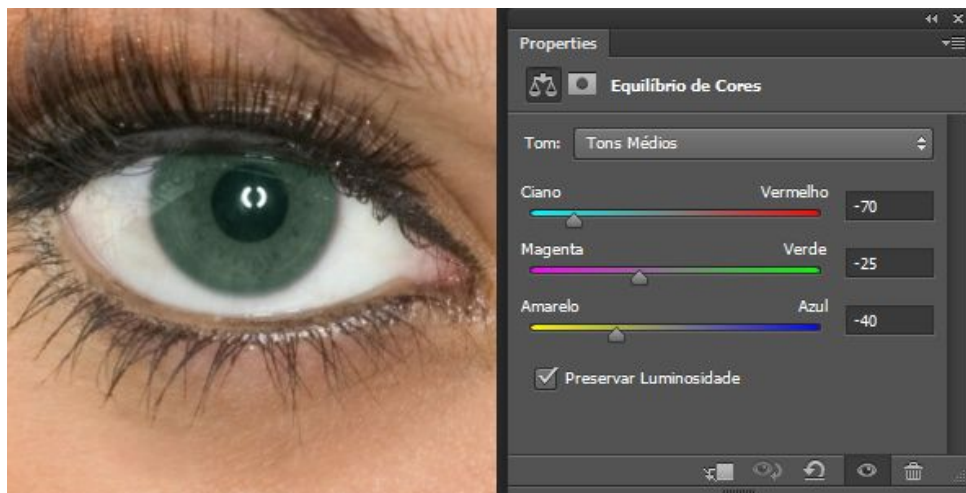 Properties
Equilíbrio de Cores
Tom: Tons Médios
Ciano Vermelho -70
Magenta Verde -25
Amarelo Azul -40
Preservar Luminosidade